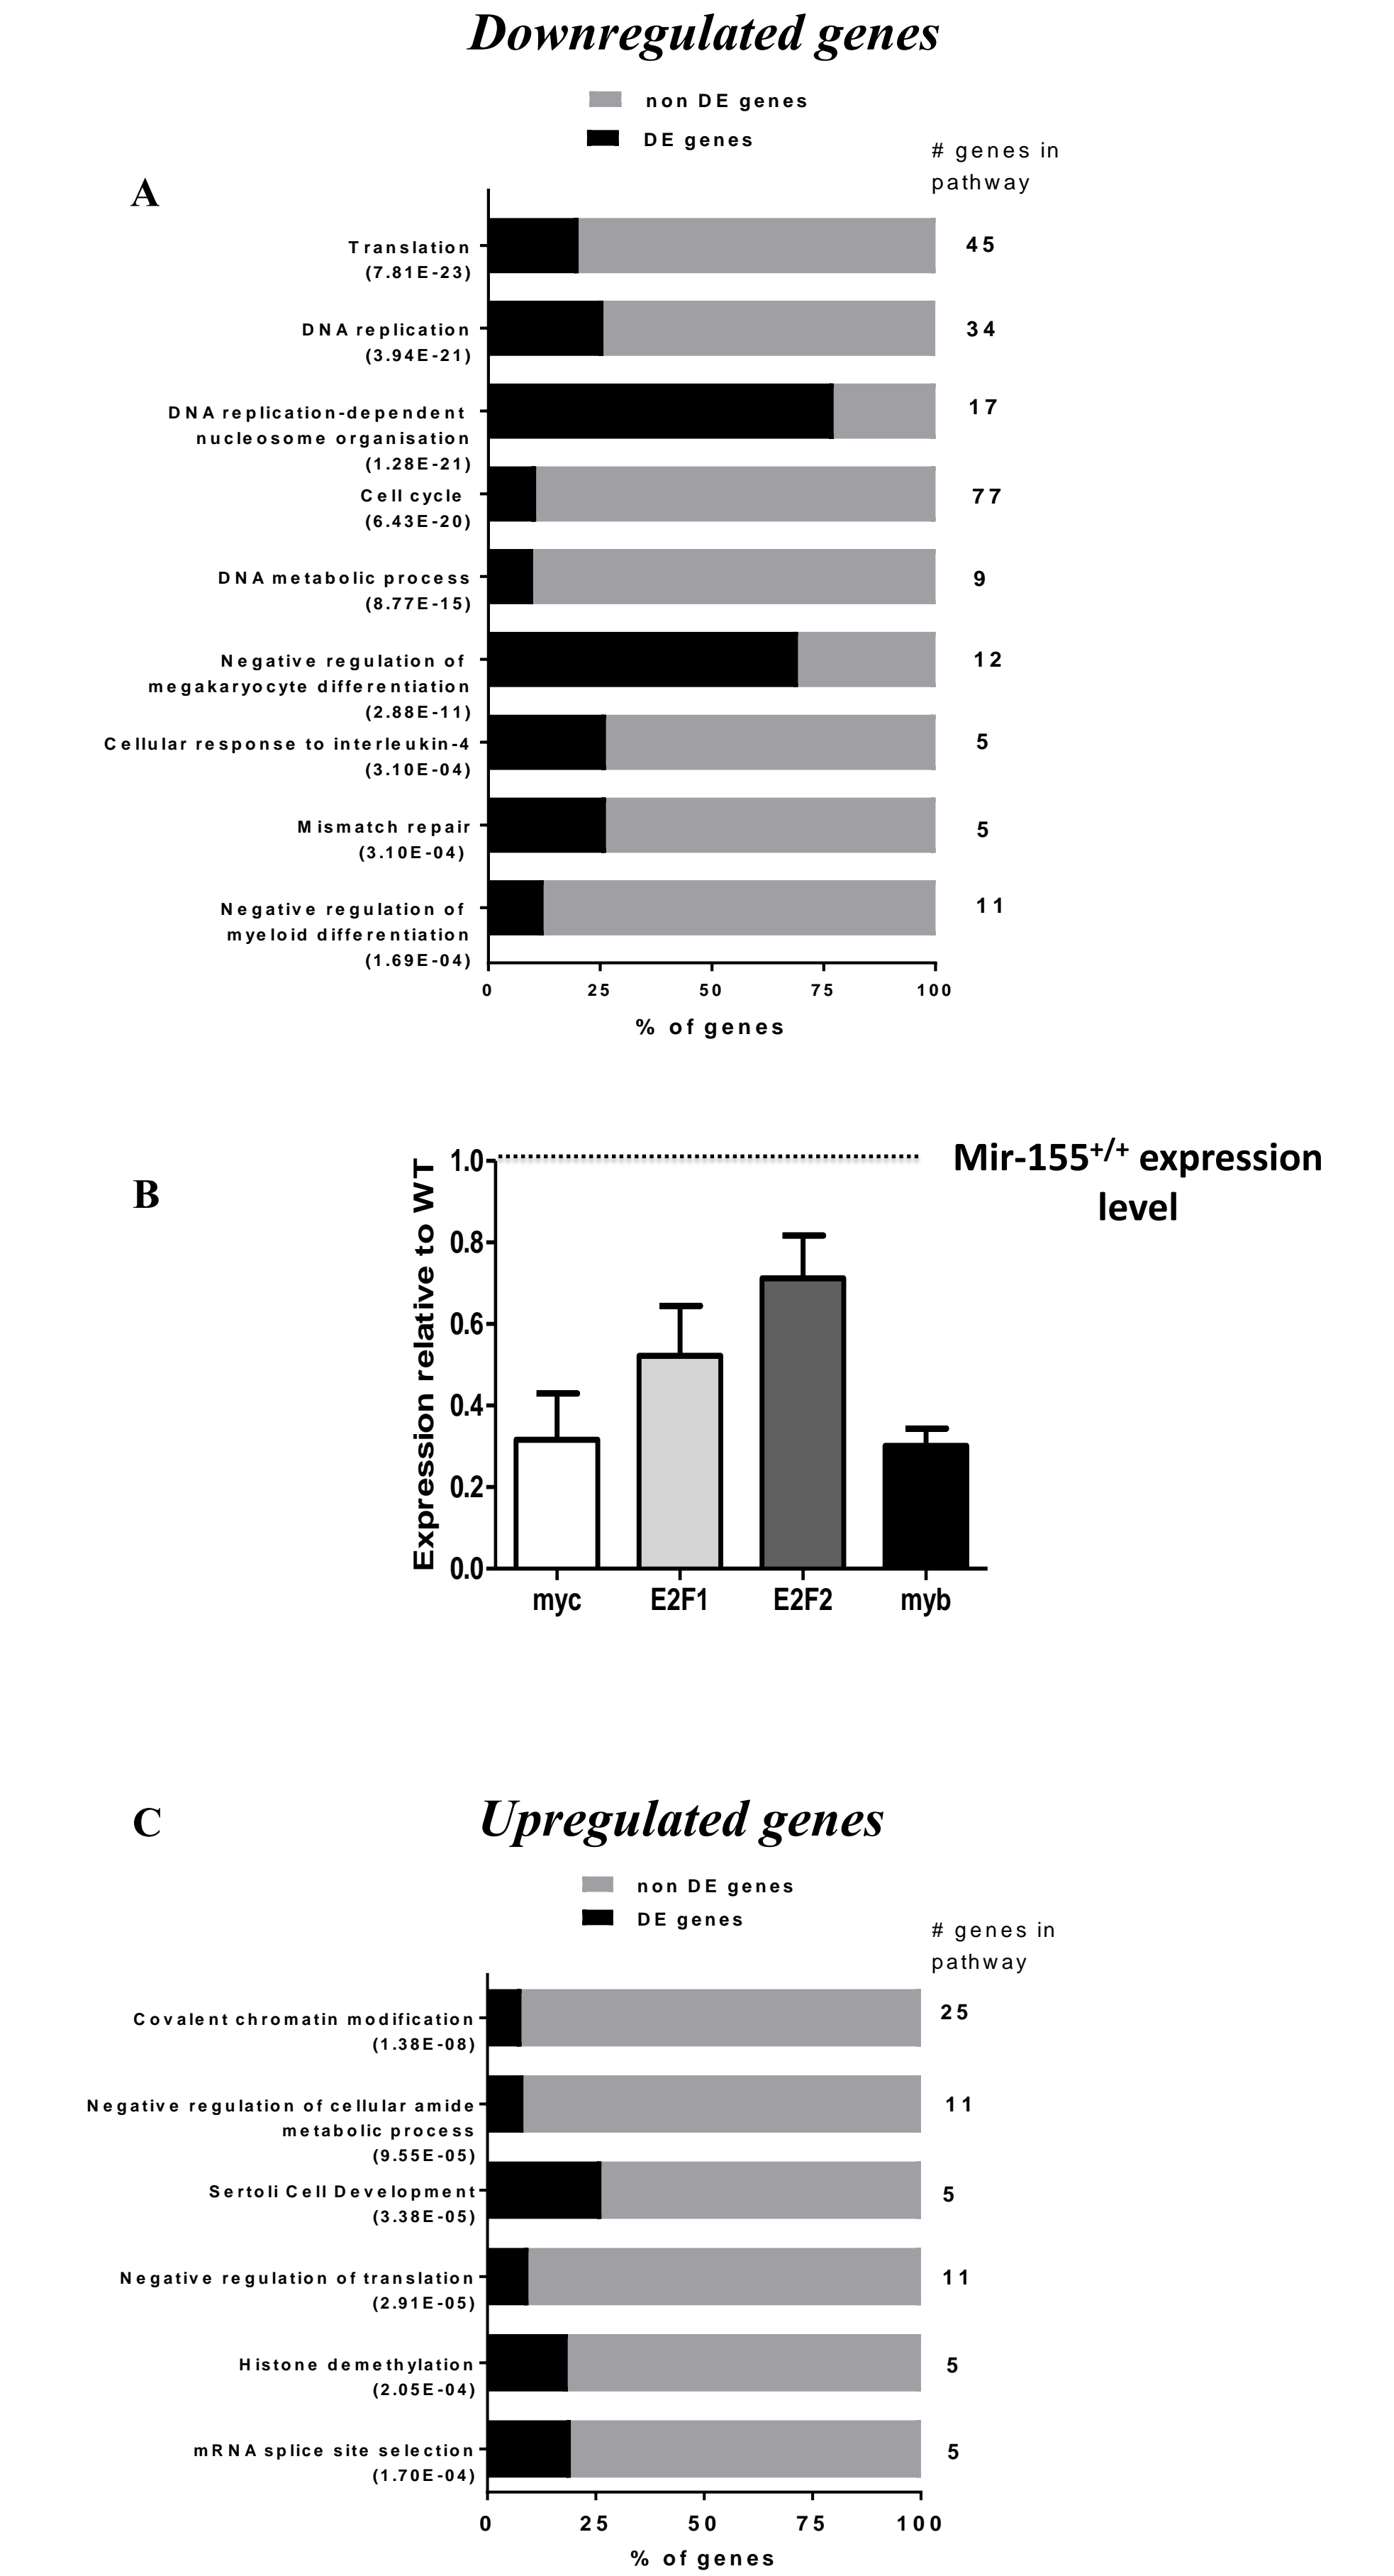 Downregulated genes
non DE genes
DE genes
# genes in
pathway
A
Translation
(7.81E-23)
45
DNA replication
(3.94E-21)
34
DNA replication-dependent
nucleosome organisation
(1.28E-21)
17
Cell cycle
(6.43E-20)
77
DNA metabolic process
(8.77E-15)
9
Negative regulation of
megakaryocyte differentiation
(2.88E-11)
12
Cellular response to interleukin-4
(3.10E-04)
5
Mismatch repair
(3.10E-04)
5
Negative regulation of
myeloid differentiation
(1.69E-04)
11
0 25 50 75 100
% of genes
B
Mir-155+/+ expression
level
Expression relative to WT
1.0
0.8
0.6
0.4
0.2
0.0
myc E2F1 E2F2 myb
C
Upregulated genes
non DE genes
DE genes
# genes in
pathway
Covalent chromatin modification
(1.38E-08)
25
Negative regulation of cellular amide
metabolic process
(9.55E-05)
11
Sertoli Cell Development
(3.38E-05)
5
Negative regulation of translation
(2.91E-05)
11
Histone demethylation
(2.05E-04)
5
mRNA splice site selection
(1.70E-04)
5
0 25 50 75 100
% of genes